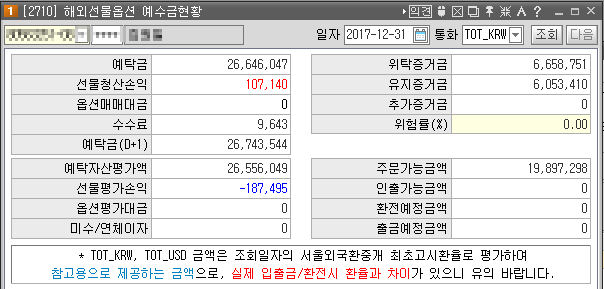 1 [2710] 해외선물옵션 예수금현황 의견
일자 2017-12-31 통화 TOT_KRW 조회 다음
예탁금 26,646,047 위탁증거금 6,658,751
선물청산손익 107,140 유지증거금 6,053,410
옵션매매대금 0 추가증거금 0
수수료 9,643 위험률(%) 0.00
예탁금(D+1) 26,743,544
예탁자산평가액 26,556,049 주문가능금액 19,897,298
선물평가손익 -187,495 인출가능금액 0
옵션평가대금 0 환전예정금액 0
미수/연체이자 0 출금예정금액 0
* TOT_KRW, TOT_USD 금액은 조회일자의 서울외국환중개 최초고시환율로 평가하여
참고용으로 제공하는 금액으로, 실제 입출금/환전시 환율과 차이가 있으니 유의 바랍니다.